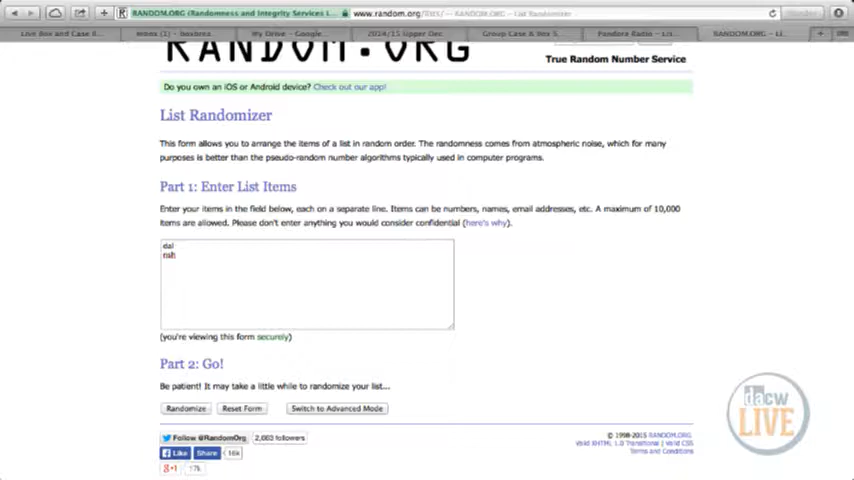 RANDOM.ORG (Randomness and Integrity Services L...
www.random.org/lists/
RANDOM.ORG - List Randomizer
Reader
Live Box and Case B...
Inbox (1) -
My Drive - Google...
2014/15 Upper Dec
Group Case & Box S...
Pandora Radio - Lis...
RANDOM.ORG - Li...
RANDOM.ORG
True Random Number Service
Do you own an iOS or Android device? Check out our app!
List Randomizer
This form allows you to arrange the items of a list in random order. The randomness comes from atmospheric noise, which for many
purposes is better than the pseudo-random number algorithms typically used in computer programs.
Part 1: Enter List Items
Enter your items in the field below, each on a separate line. Items can be numbers, names, email addresses, etc. A maximum of 10,000
items are allowed. Please don't enter anything you would consider confidential (here's why).
dal
nsh
(you're viewing this form securely)
Part 2: Go!
Be patient! It may take a little while to randomize your list...
Randomize
Reset Form
Switch to Advanced Mode
Follow @RandomOrg
2,083 followers
Like
Share
16k
+1
17k
© 1998-2015 RANDOM.ORG
Valid XHTML 1.0 Transitional | Valid CSS
Terms and Conditions
dacw
LIVE